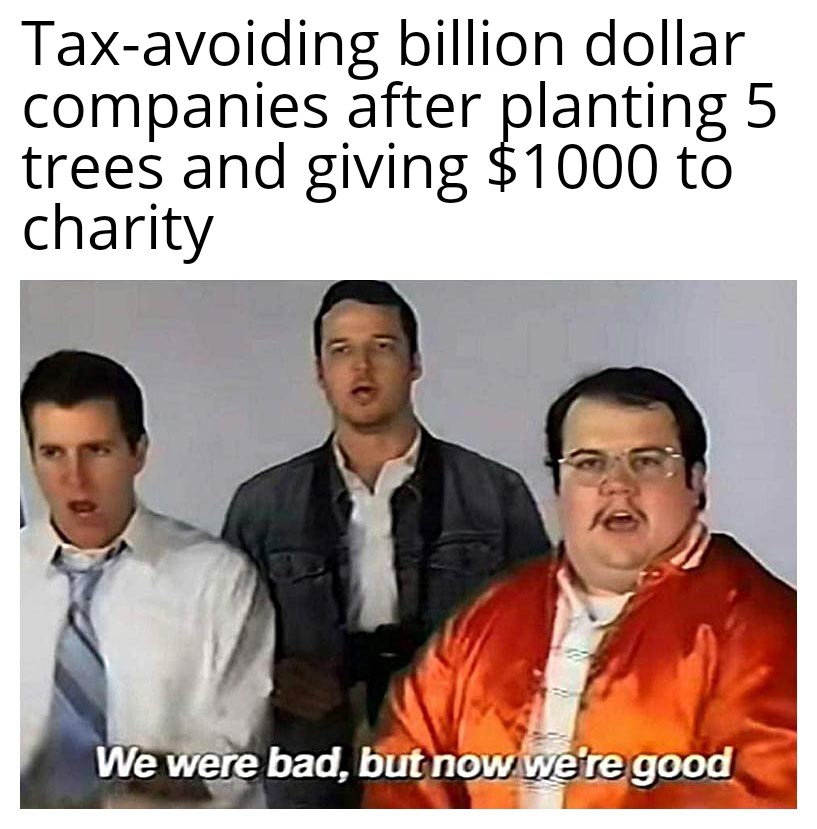 Tax-avoiding billion dollar
companies after planting 5
trees and giving $1000 to
charity
We were bad, but now we're good